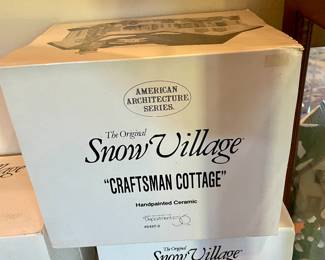 AMERICAN
ARCHITECTURE
SERIES
The Original
Snow Village
"CRAFTSMAN COTTAGE"
Handpainted Ceramic
Department 56
The Original
Snow Village